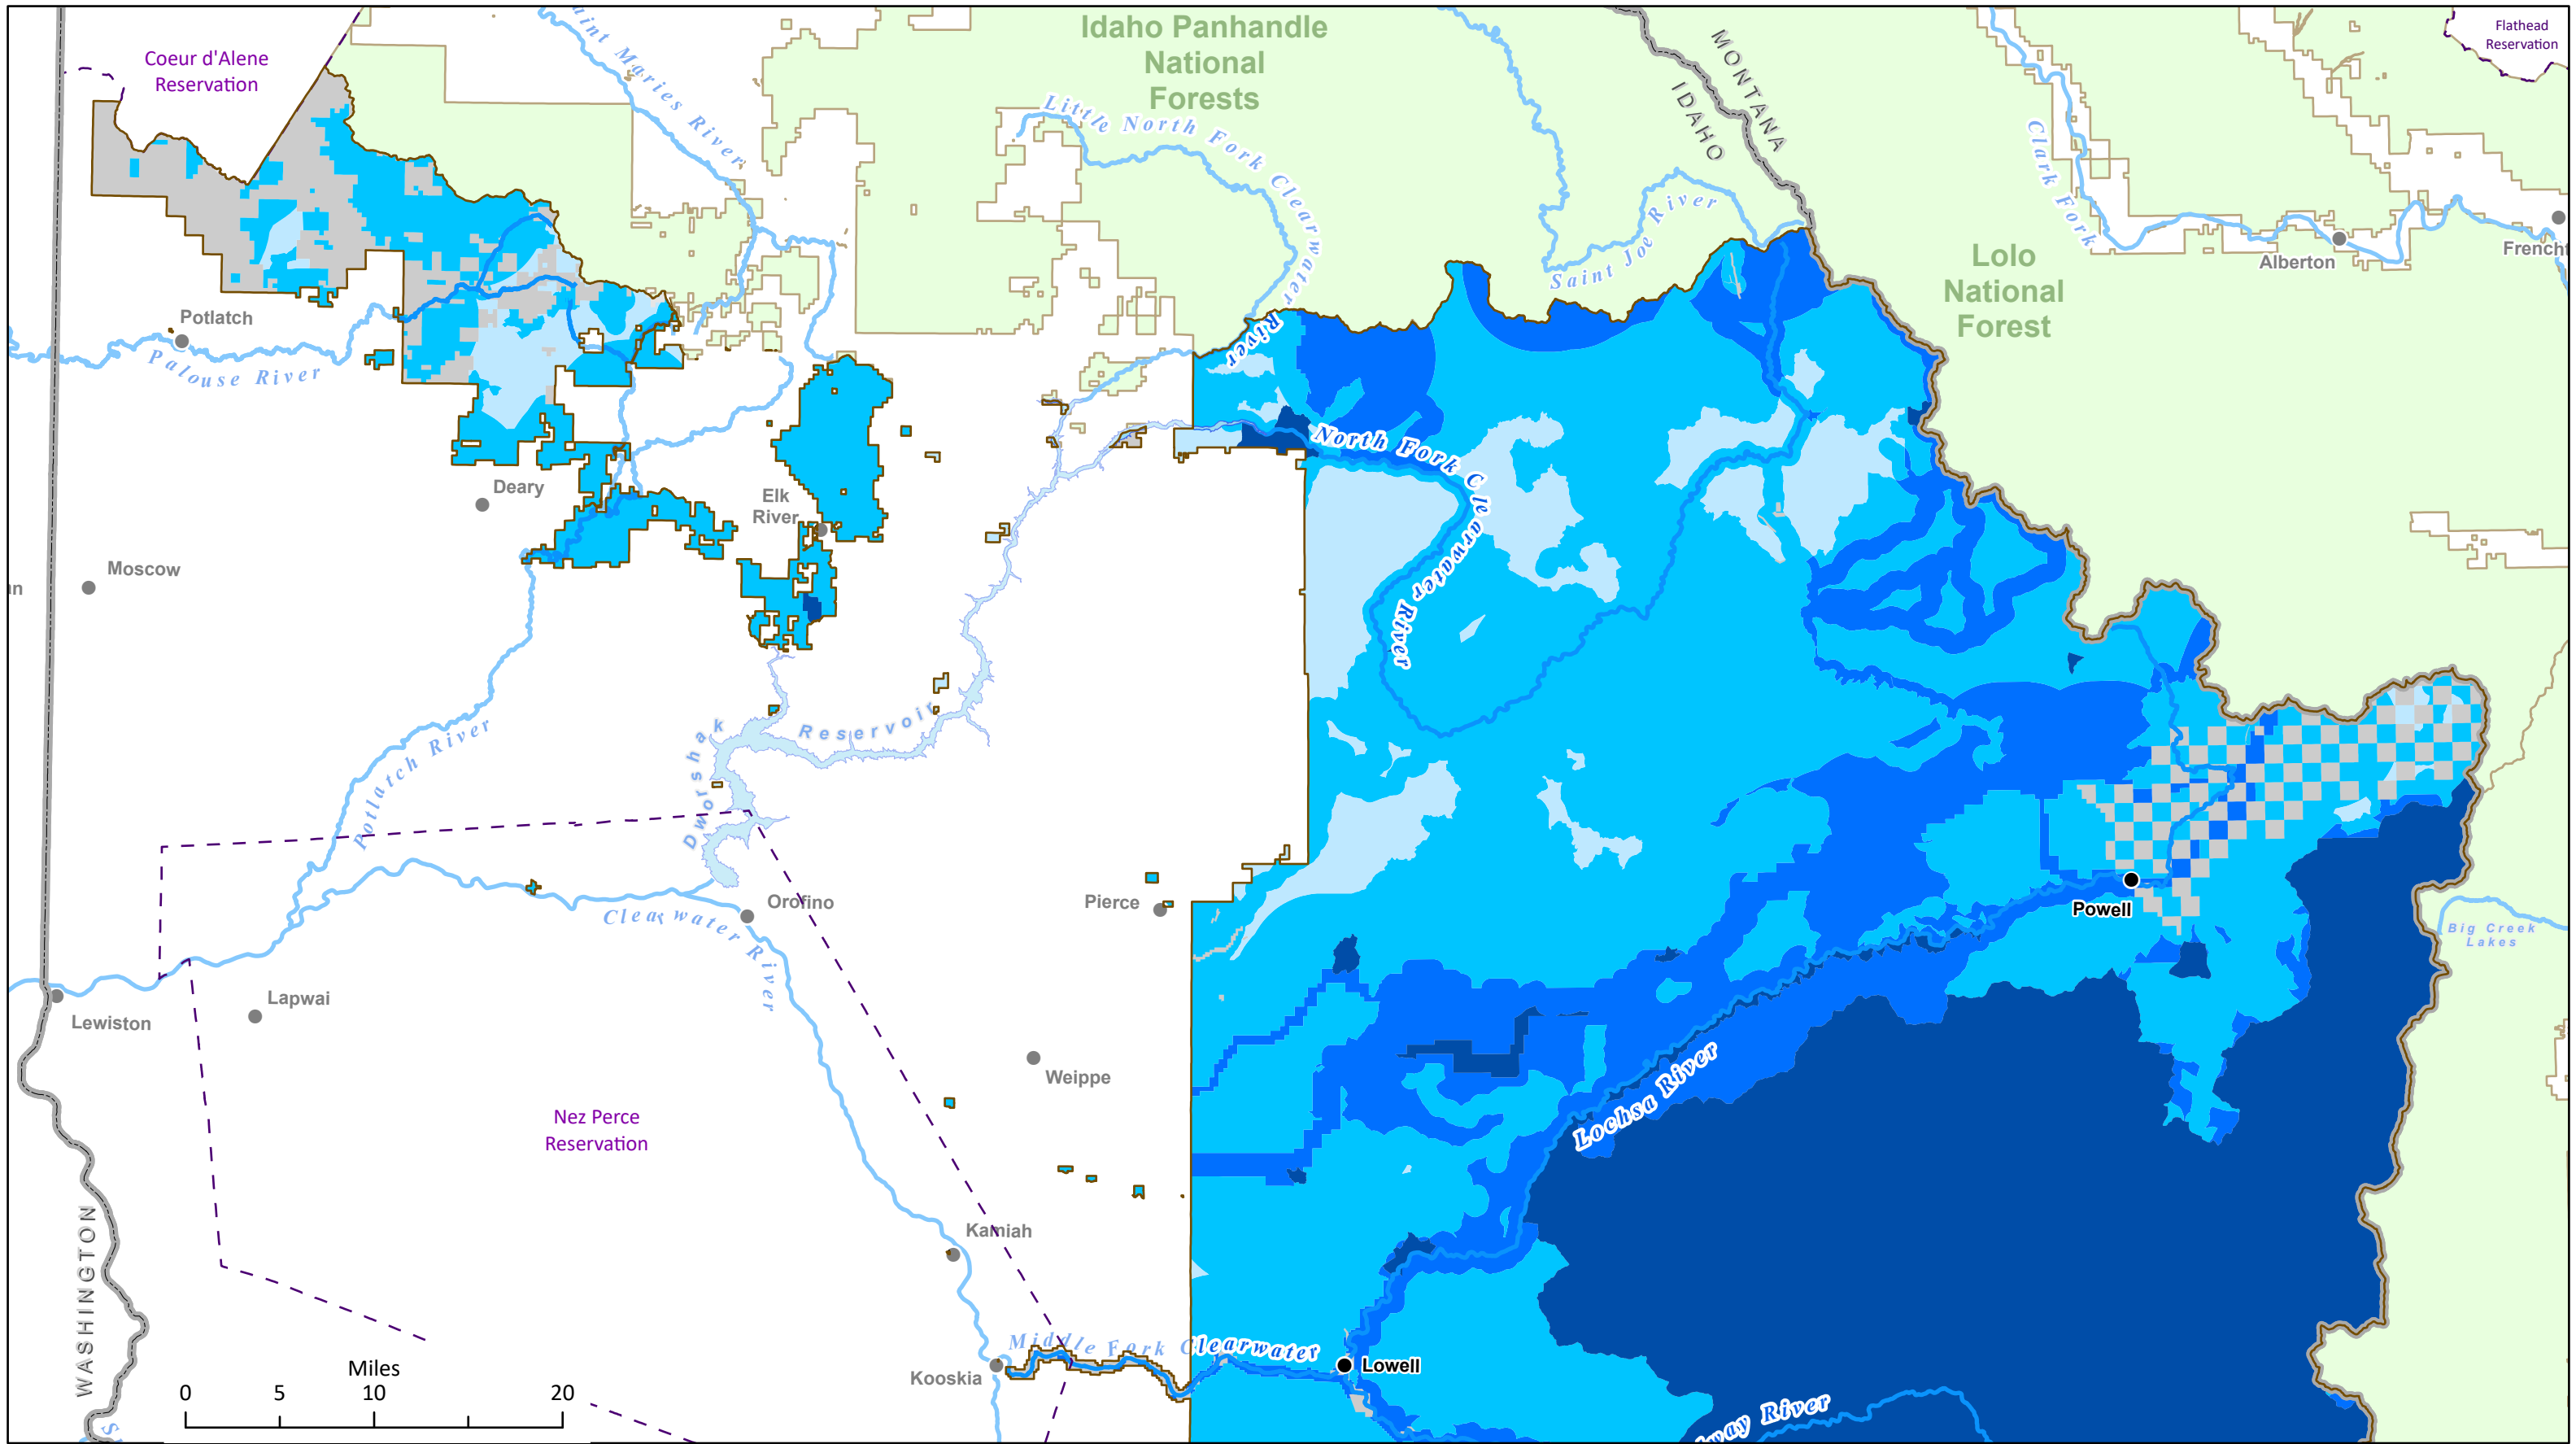 Idaho Panhandle
National
Forests
Coeur d'Alene
Reservation
Flathead
Reservation
MONTANA
IDAHO
Maries River
Little North Fork Clearwater
River
Clark Fork
Saint Joe River
Lolo
National
Forest
Alberton
Potlatch
Palouse River
North Fork Clearwater River
Deary
Elk
River
Moscow
Reservoir
Dworshak
Potlatch River
Orofino
Clearwater River
Pierce
Powell
Big Creek
Lakes
Lapwai
Lewiston
Weippe
Lochsa River
Nez Perce
Reservation
Kamiah
WASHINGTON
Middle Fork Clearwater
Lowell
Kooskia
Miles
0 5 10 20
River